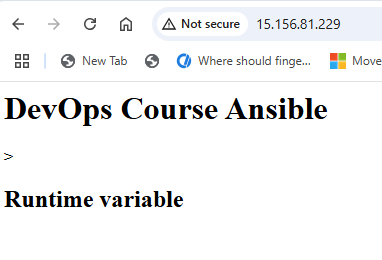 Not secure 15.156.81.229
New Tab Where should finge... Move
DevOps Course Ansible
>
Runtime variable